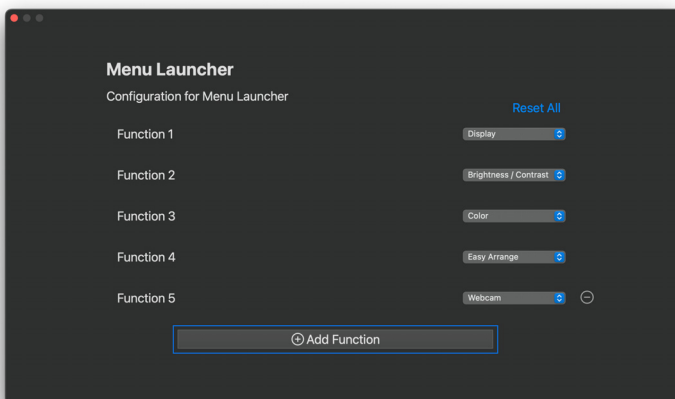 Menu Launcher
Configuration for Menu Launcher
Reset All
Function 1 Display
Function 2 Brightness / Contrast
Function 3 Color
Function 4 Easy Arrange
Function 5 Webcam
Add Function